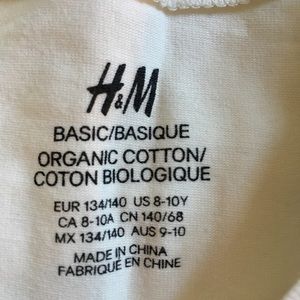 H&M
BASIC/BASIQUE
ORGANIC COTTON/
COTON BIOLOGIQUE
EUR 134/140 US 8-10Y
CA 8-10A CN 140/68
MX 134/140 AUS 9-10
MADE IN CHINA
FABRIQUÉ EN CHINE